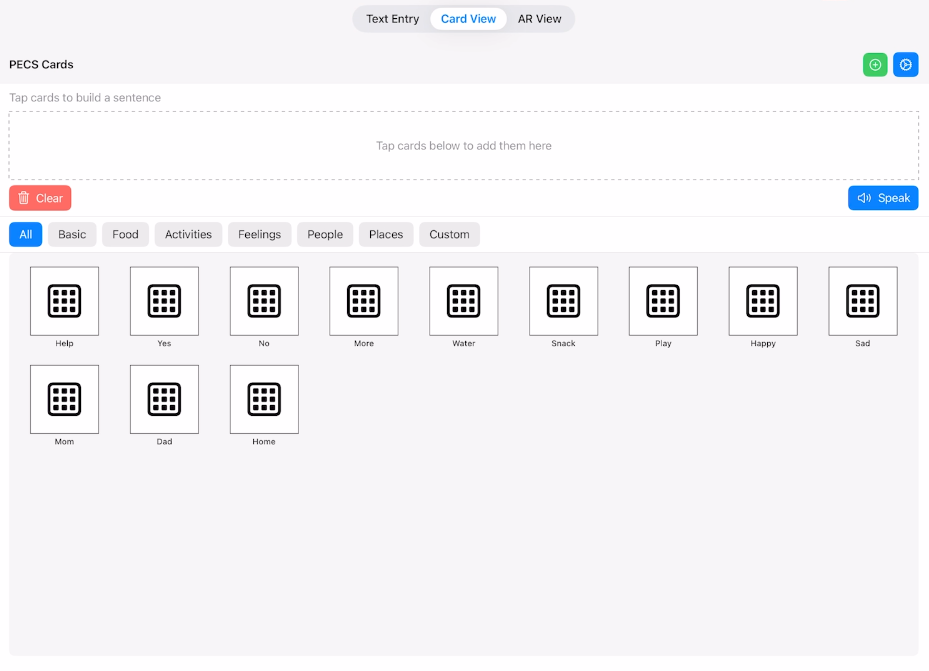 Text Entry Card View AR View
PECS Cards
Tap cards to build a sentence
Tap cards below to add them here
Clear Speak
All Basic Food Activities Feelings People Places Custom
Help Yes No More Water Snack Play Happy Sad
Mom Dad Home